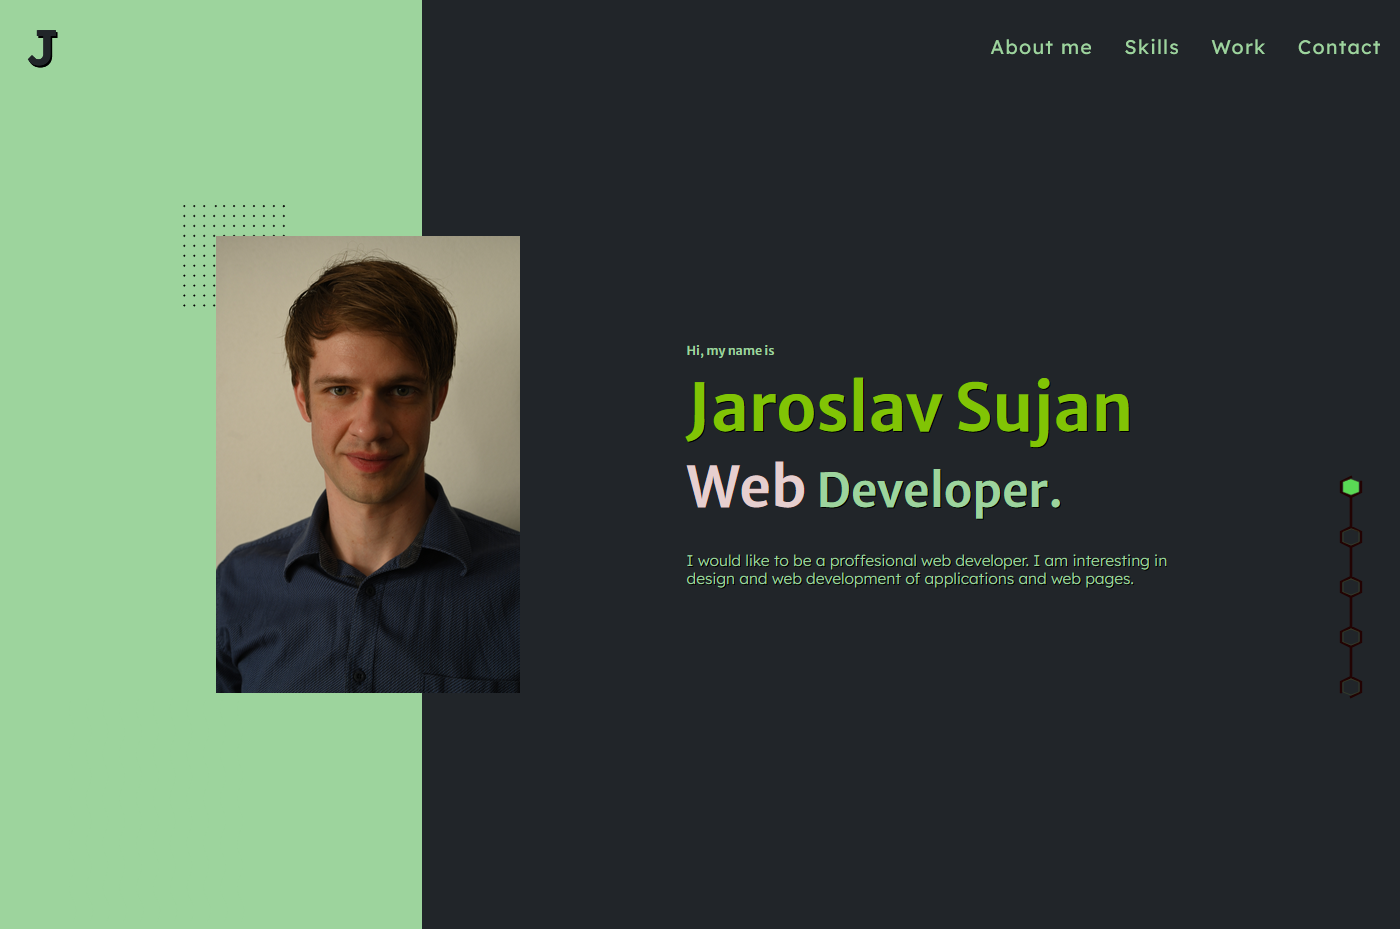 J
About me Skills Work Contact
Hi, my name is
Jaroslav Sujan
Web Developer.
I would like to be a proffesional web developer. I am interesting in
design and web development of applications and web pages.